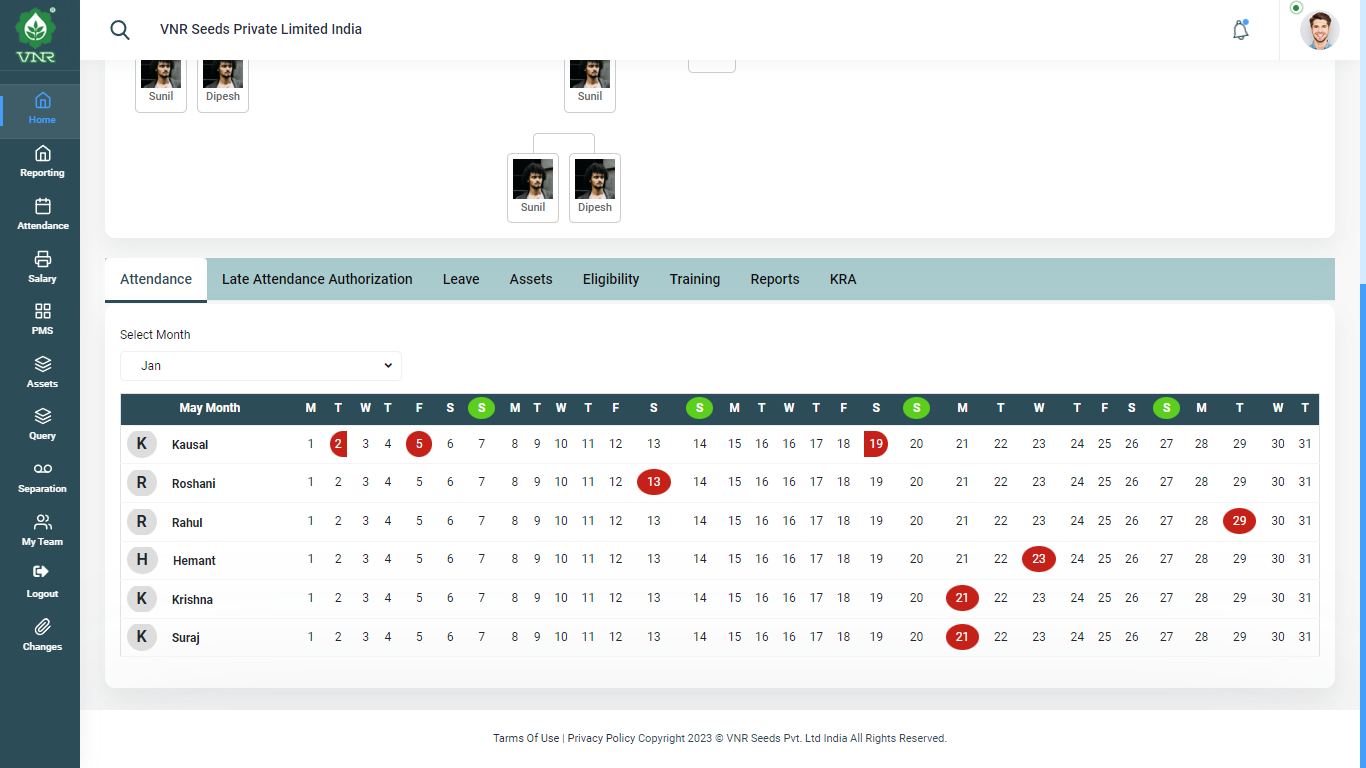 VNR
VNR Seeds Private Limited India
Home
Reporting
Attendance
Salary
PMS
Assets
Query
Separation
My Team
Logout
Changes
Sunil
Dipesh
Sunil
Sunil
Dipesh
Attendance Late Attendance Authorization Leave Assets Eligibility Training Reports KRA
Select Month
Jan
May Month M T W T F S S M T W T F S S M T W T F S S M T W T F S S M T W T
K Kausal 1 2 3 4 5 6 7 8 9 10 11 12 13 14 15 16 16 17 18 19 20 21 22 23 24 25 26 27 28 29 30 31
R Roshani 1 2 3 4 5 6 7 8 9 10 11 12 13 14 15 16 16 17 18 19 20 21 22 23 24 25 26 27 28 29 30 31
R Rahul 1 2 3 4 5 6 7 8 9 10 11 12 13 14 15 16 16 17 18 19 20 21 22 23 24 25 26 27 28 29 30 31
H Hemant 1 2 3 4 5 6 7 8 9 10 11 12 13 14 15 16 16 17 18 19 20 21 22 23 24 25 26 27 28 29 30 31
K Krishna 1 2 3 4 5 6 7 8 9 10 11 12 13 14 15 16 16 17 18 19 20 21 22 23 24 25 26 27 28 29 30 31
K Suraj 1 2 3 4 5 6 7 8 9 10 11 12 13 14 15 16 16 17 18 19 20 21 22 23 24 25 26 27 28 29 30 31
Tarms Of Use | Privacy Policy Copyright 2023 © VNR Seeds Pvt. Ltd India All Rights Reserved.